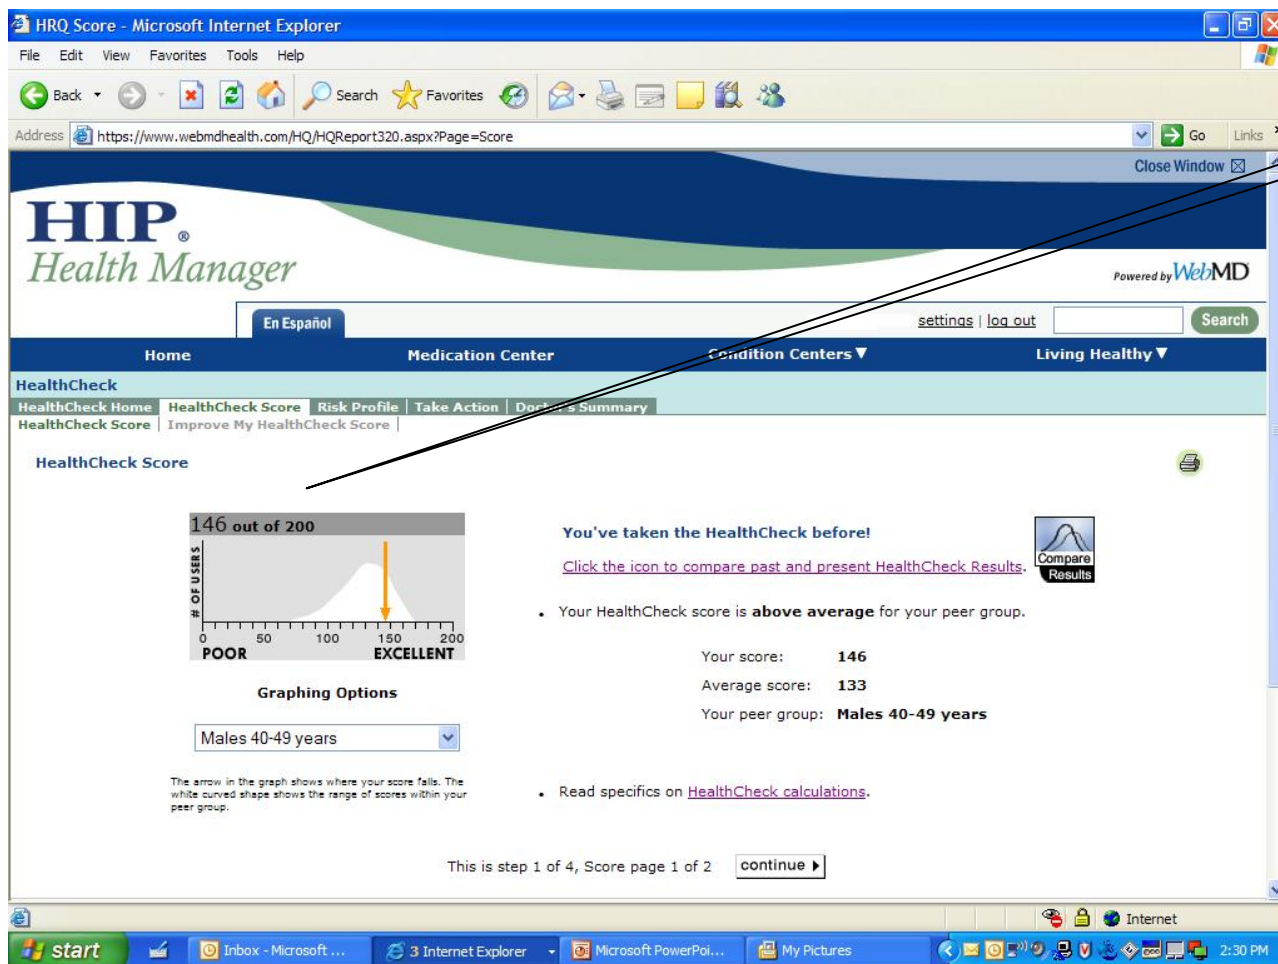 HRQ Score - Microsoft Internet Explorer
File Edit View Favorites Tools Help
Back Search Favorites
Address https://www.webmdhealth.com/HQ/HQReport320.aspx?Page=Score Go Links
Close Window
HIP®
Health Manager
Powered by WebMD
En Español settings | log out Search
Home Medication Center Condition Centers▼ Living Healthy▼
HealthCheck
HealthCheck Home HealthCheck Score Risk Profile | Take Action | Doctor's Summary
HealthCheck Score | Improve My HealthCheck Score |
HealthCheck Score
146 out of 200
# OF USERS
0 50 100 150 200
POOR EXCELLENT
Graphing Options
Males 40-49 years
The arrow in the graph shows where your score falls. The
white curved shape shows the range of scores within your
peer group.
You've taken the HealthCheck before!
Click the icon to compare past and present HealthCheck Results.
Compare
Results
• Your HealthCheck score is above average for your peer group.
Your score: 146
Average score: 133
Your peer group: Males 40-49 years
• Read specifics on HealthCheck calculations.
This is step 1 of 4, Score page 1 of 2 continue
Internet
start Inbox - Microsoft ... 3 Internet Explorer Microsoft PowerPoi... My Pictures 2:30 PM